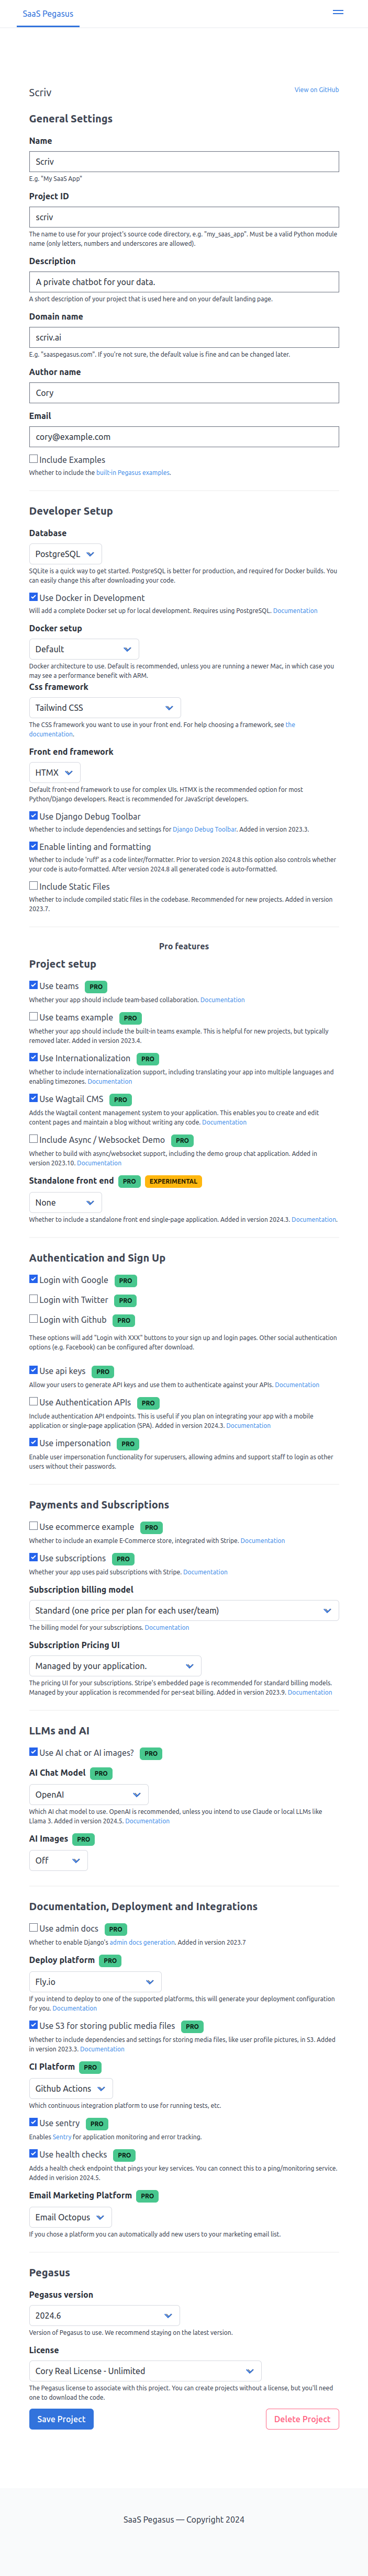 SaaS Pegasus
Scriv
View on GitHub
General Settings
Name
Scriv
E.g. "My SaaS App"
Project ID
scriv
The name to use for your project's source code directory, e.g. "my_saas_app". Must be a valid Python module
name (only letters, numbers and underscores are allowed).
Description
A private chatbot for your data.
A short description of your project that is used here and on your default landing page.
Domain name
scriv.ai
E.g. "saaspegasus.com". If you're not sure, the default value is fine and can be changed later.
Author name
Cory
Email
cory@example.com
Include Examples
Whether to include the built-in Pegasus examples.
Developer Setup
Database
PostgreSQL
SQLite is a quick way to get started. PostgreSQL is better for production, and required for Docker builds. You
can easily change this after downloading your code.
Use Docker in Development
Will add a complete Docker set up for local development. Requires using PostgreSQL. Documentation
Docker setup
Default
Docker architecture to use. Default is recommended, unless you are running a newer Mac, in which case you
may see a performance benefit with ARM.
Css framework
Tailwind CSS
The CSS framework you want to use in your front end. For help choosing a framework, see the
documentation.
Front end framework
HTMX
Default front-end framework to use for complex UIs. HTMX is the recommended option for most
Python/Django developers. React is recommended for JavaScript developers.
Use Django Debug Toolbar
Whether to include dependencies and settings for Django Debug Toolbar. Added in version 2023.3.
Enable linting and formatting
Whether to include 'ruff' as a code linter/formatter. Prior to version 2024.8 this option also controls whether
your code is auto-formatted. After version 2024.8 all generated code is auto-formatted.
Include Static Files
Whether to include compiled static files in the codebase. Recommended for new projects. Added in version
2023.7.
Pro features
Project setup
Use teams PRO
Whether your app should include team-based collaboration. Documentation
Use teams example PRO
Whether your app should include the built-in teams example. This is helpful for new projects, but typically
removed later. Added in version 2023.4.
Use Internationalization PRO
Whether to include internationalization support, including translating your app into multiple languages and
enabling timezones. Documentation
Use Wagtail CMS PRO
Adds the Wagtail content management system to your application. This enables you to create and edit
content pages and maintain a blog without writing any code. Documentation
Include Async / Websocket Demo PRO
Whether to build with async/websocket support, including the demo group chat application. Added in
version 2023.10. Documentation
Standalone front end PRO EXPERIMENTAL
None
Whether to include a standalone front end single-page application. Added in version 2024.3. Documentation.
Authentication and Sign Up
Login with Google PRO
Login with Twitter PRO
Login with Github PRO
These options will add "Login with XXX" buttons to your sign up and login pages. Other social authentication
options (e.g. Facebook) can be configured after download.
Use api keys PRO
Allow your users to generate API keys and use them to authenticate against your APIs. Documentation
Use Authentication APIs PRO
Include authentication API endpoints. This is useful if you plan on integrating your app with a mobile
application or single-page application (SPA). Added in version 2024.3. Documentation
Use impersonation PRO
Enable user impersonation functionality for superusers, allowing admins and support staff to login as other
users without their passwords.
Payments and Subscriptions
Use ecommerce example PRO
Whether to include an example E-Commerce store, integrated with Stripe. Documentation
Use subscriptions PRO
Whether your app uses paid subscriptions with Stripe. Documentation
Subscription billing model
Standard (one price per plan for each user/team)
The billing model for your subscriptions. Documentation
Subscription Pricing UI
Managed by your application.
The pricing UI for your subscriptions. Stripe's embedded page is recommended for standard billing models.
Managed by your application is recommended for per-seat billing. Added in version 2023.9. Documentation
LLMs and AI
Use AI chat or AI images? PRO
AI Chat Model PRO
OpenAI
Which AI chat model to use. OpenAI is recommended, unless you intend to use Claude or local LLMs like
Llama 3. Added in version 2024.5. Documentation
AI Images PRO
Off
Documentation, Deployment and Integrations
Use admin docs PRO
Whether to enable Django's admin docs generation. Added in version 2023.7
Deploy platform PRO
Fly.io
If you intend to deploy to one of the supported platforms, this will generate your deployment configuration
for you. Documentation
Use S3 for storing public media files PRO
Whether to include dependencies and settings for storing media files, like user profile pictures, in S3. Added
in version 2023.3. Documentation
CI Platform PRO
Github Actions
Which continuous integration platform to use for running tests, etc.
Use sentry PRO
Enables Sentry for application monitoring and error tracking.
Use health checks PRO
Adds a health check endpoint that pings your key services. You can connect this to a ping/monitoring service.
Added in verision 2024.5.
Email Marketing Platform PRO
Email Octopus
If you chose a platform you can automatically add new users to your marketing email list.
Pegasus
Pegasus version
2024.6
Version of Pegasus to use. We recommend staying on the latest version.
License
Cory Real License - Unlimited
The Pegasus license to associate with this project. You can create projects without a license, but you'll need
one to download the code.
Save Project
Delete Project
SaaS Pegasus — Copyright 2024